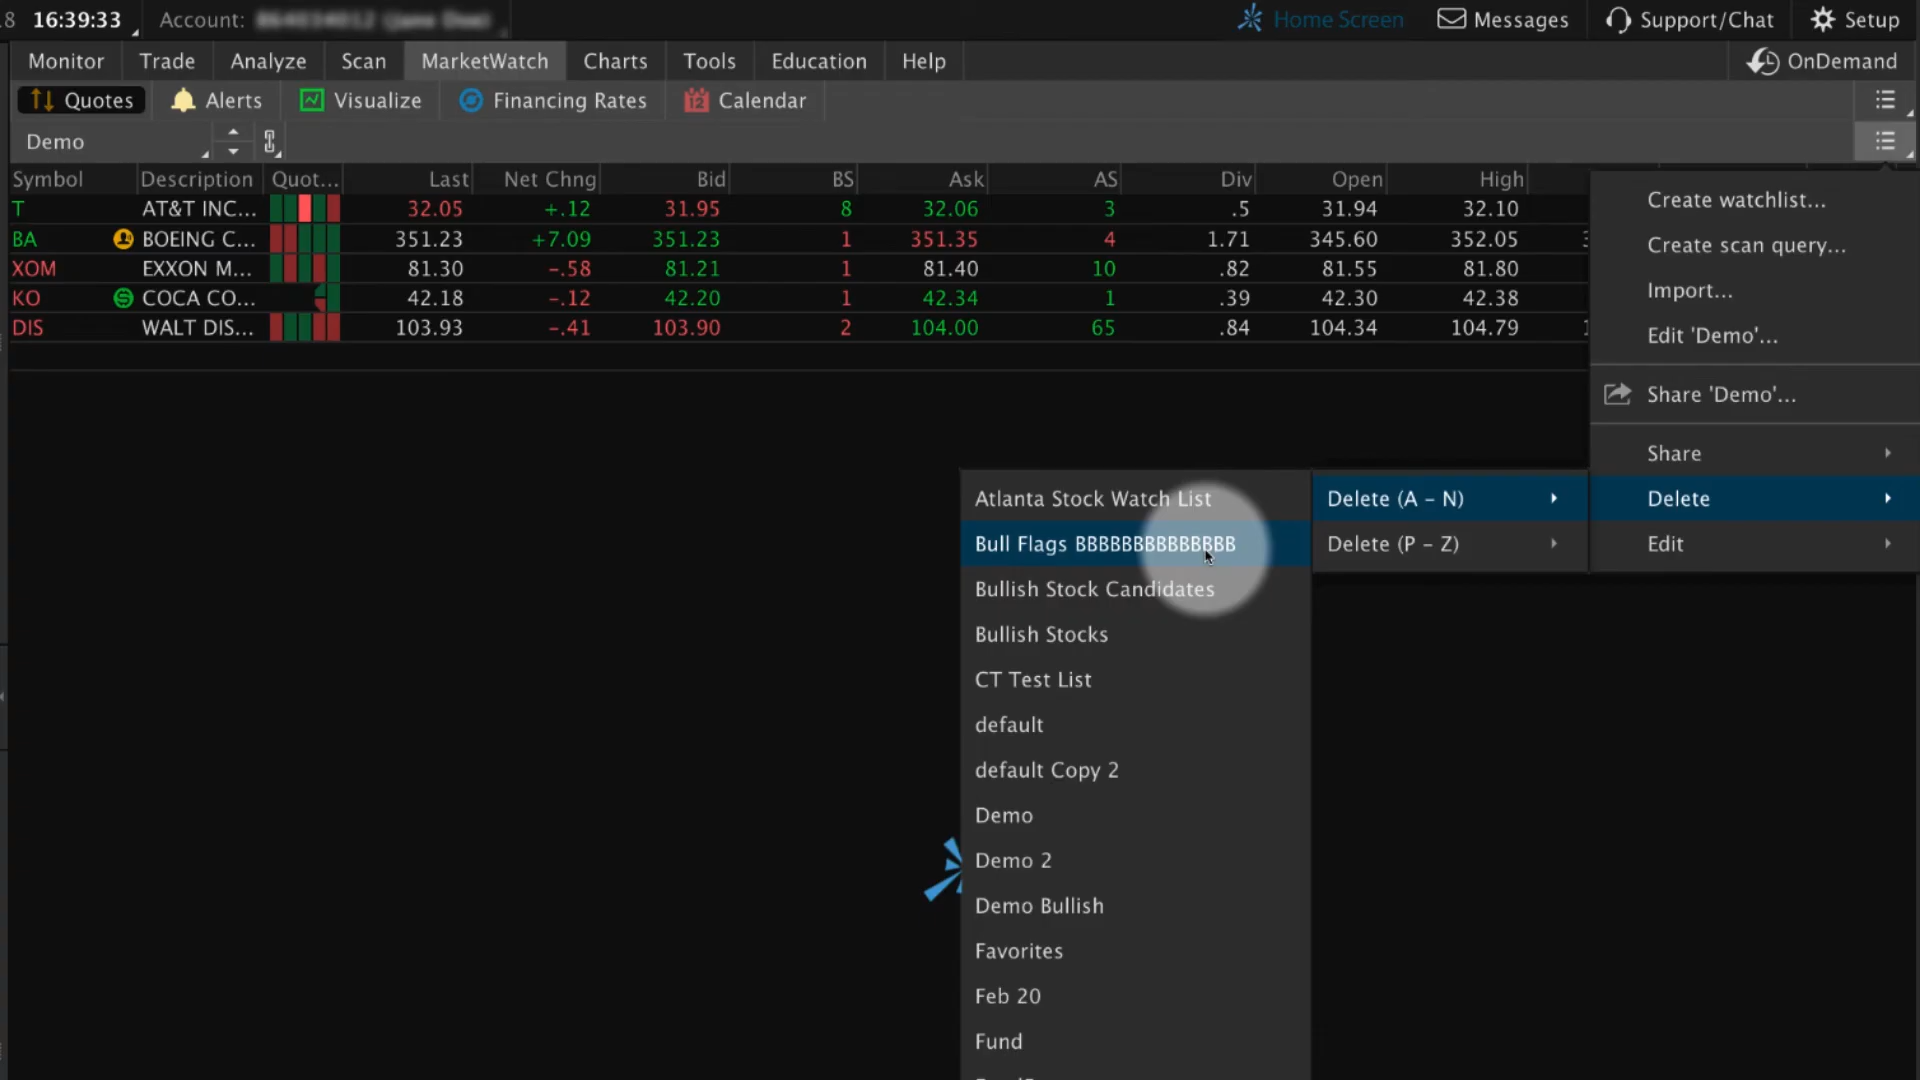 8 16:39:33 Account:
Home Screen Messages Support/Chat Setup
Monitor Trade Analyze Scan MarketWatch Charts Tools Education Help OnDemand
Quotes Alerts Visualize Financing Rates 12 Calendar
Demo
Symbol Description Quot... Last Net Chng Bid BS Ask AS Div Open High
T AT&T INC... 32.05 +.12 31.95 8 32.06 3 .5 31.94 32.10
BA BOEING C... 351.23 +7.09 351.23 1 351.35 4 1.71 345.60 352.05
XOM EXXON M... 81.30 -.58 81.21 1 81.40 10 .82 81.55 81.80
KO COCA CO... 42.18 -.12 42.20 1 42.34 1 .39 42.30 42.38
DIS WALT DIS... 103.93 -.41 103.90 2 104.00 65 .84 104.34 104.79
Create watchlist...
Create scan query...
Import...
Edit 'Demo'...
Share 'Demo'...
Share
Delete
Edit
Delete (A – N)
Delete (P – Z)
Atlanta Stock Watch List
Bull Flags BBBBBBBBBBBBBB
Bullish Stock Candidates
Bullish Stocks
CT Test List
default
default Copy 2
Demo
Demo 2
Demo Bullish
Favorites
Feb 20
Fund